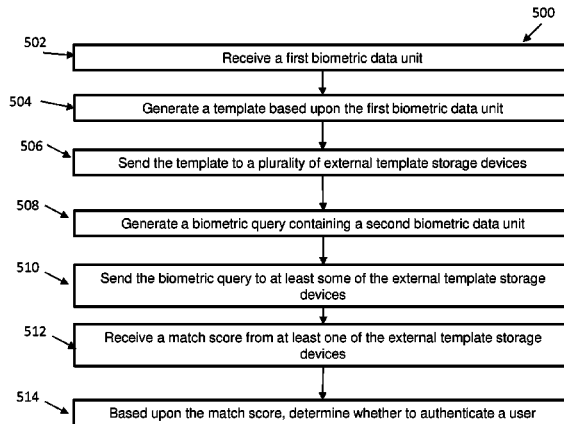 500
502
Receive a first biometric data unit
504
Generate a template based upon the first biometric data unit
506
Send the template to a plurality of external template storage devices
508
Generate a biometric query containing a second biometric data unit
510
Send the biometric query to at least some of the external template storage
devices
512
Receive a match score from at least one of the external template storage
devices
514
Based upon the match score, determine whether to authenticate a user